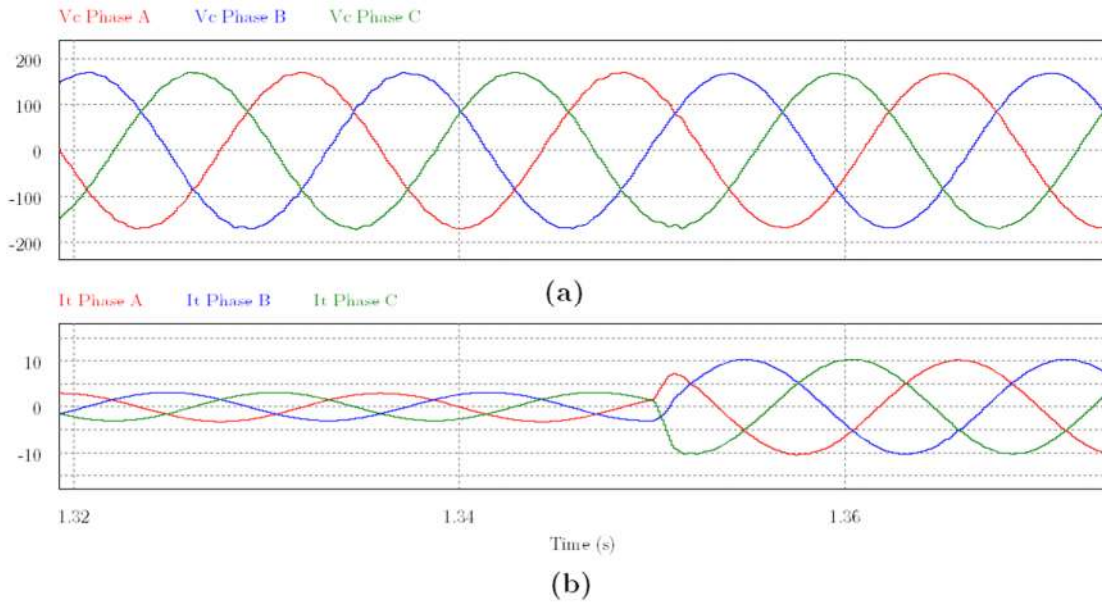 Vc Phase A Vc Phase B Vc Phase C
200
100
0
-100
-200
(a)
It Phase A It Phase B It Phase C
10
0
-10
1.32 1.34 1.36
Time (s)
(b)